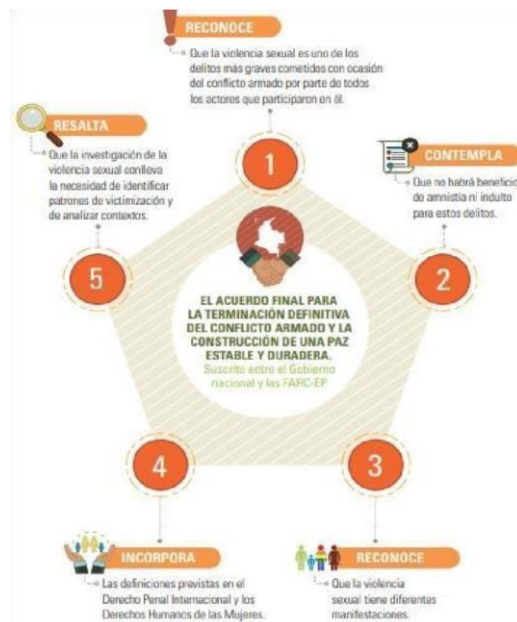 RECONOCE
Que la violencia sexual es uno de los
delitos más graves cometidos con ocasión
del conflicto armado por parte de todos
los actores que participaron en él.
1
CONTEMPLA
Que no habrá beneficio
de amnistía ni indulto
para estos delitos.
2
RECONOCE
Que la violencia
sexual tiene diferentes
manifestaciones.
3
INCORPORA
Las definiciones previstas en el
Derecho Penal Internacional y los
Derechos Humanos de las Mujeres.
4
RESALTA
Que la investigación de la
violencia sexual conlleva
la necesidad de identificar
patrones de victimización y
de analizar contextos.
5
EL ACUERDO FINAL PARA
LA TERMINACIÓN DEFINITIVA
DEL CONFLICTO ARMADO Y LA
CONSTRUCCIÓN DE UNA PAZ
ESTABLE Y DURADERA.
Suscrito entre el Gobierno
nacional y las FARC-EP